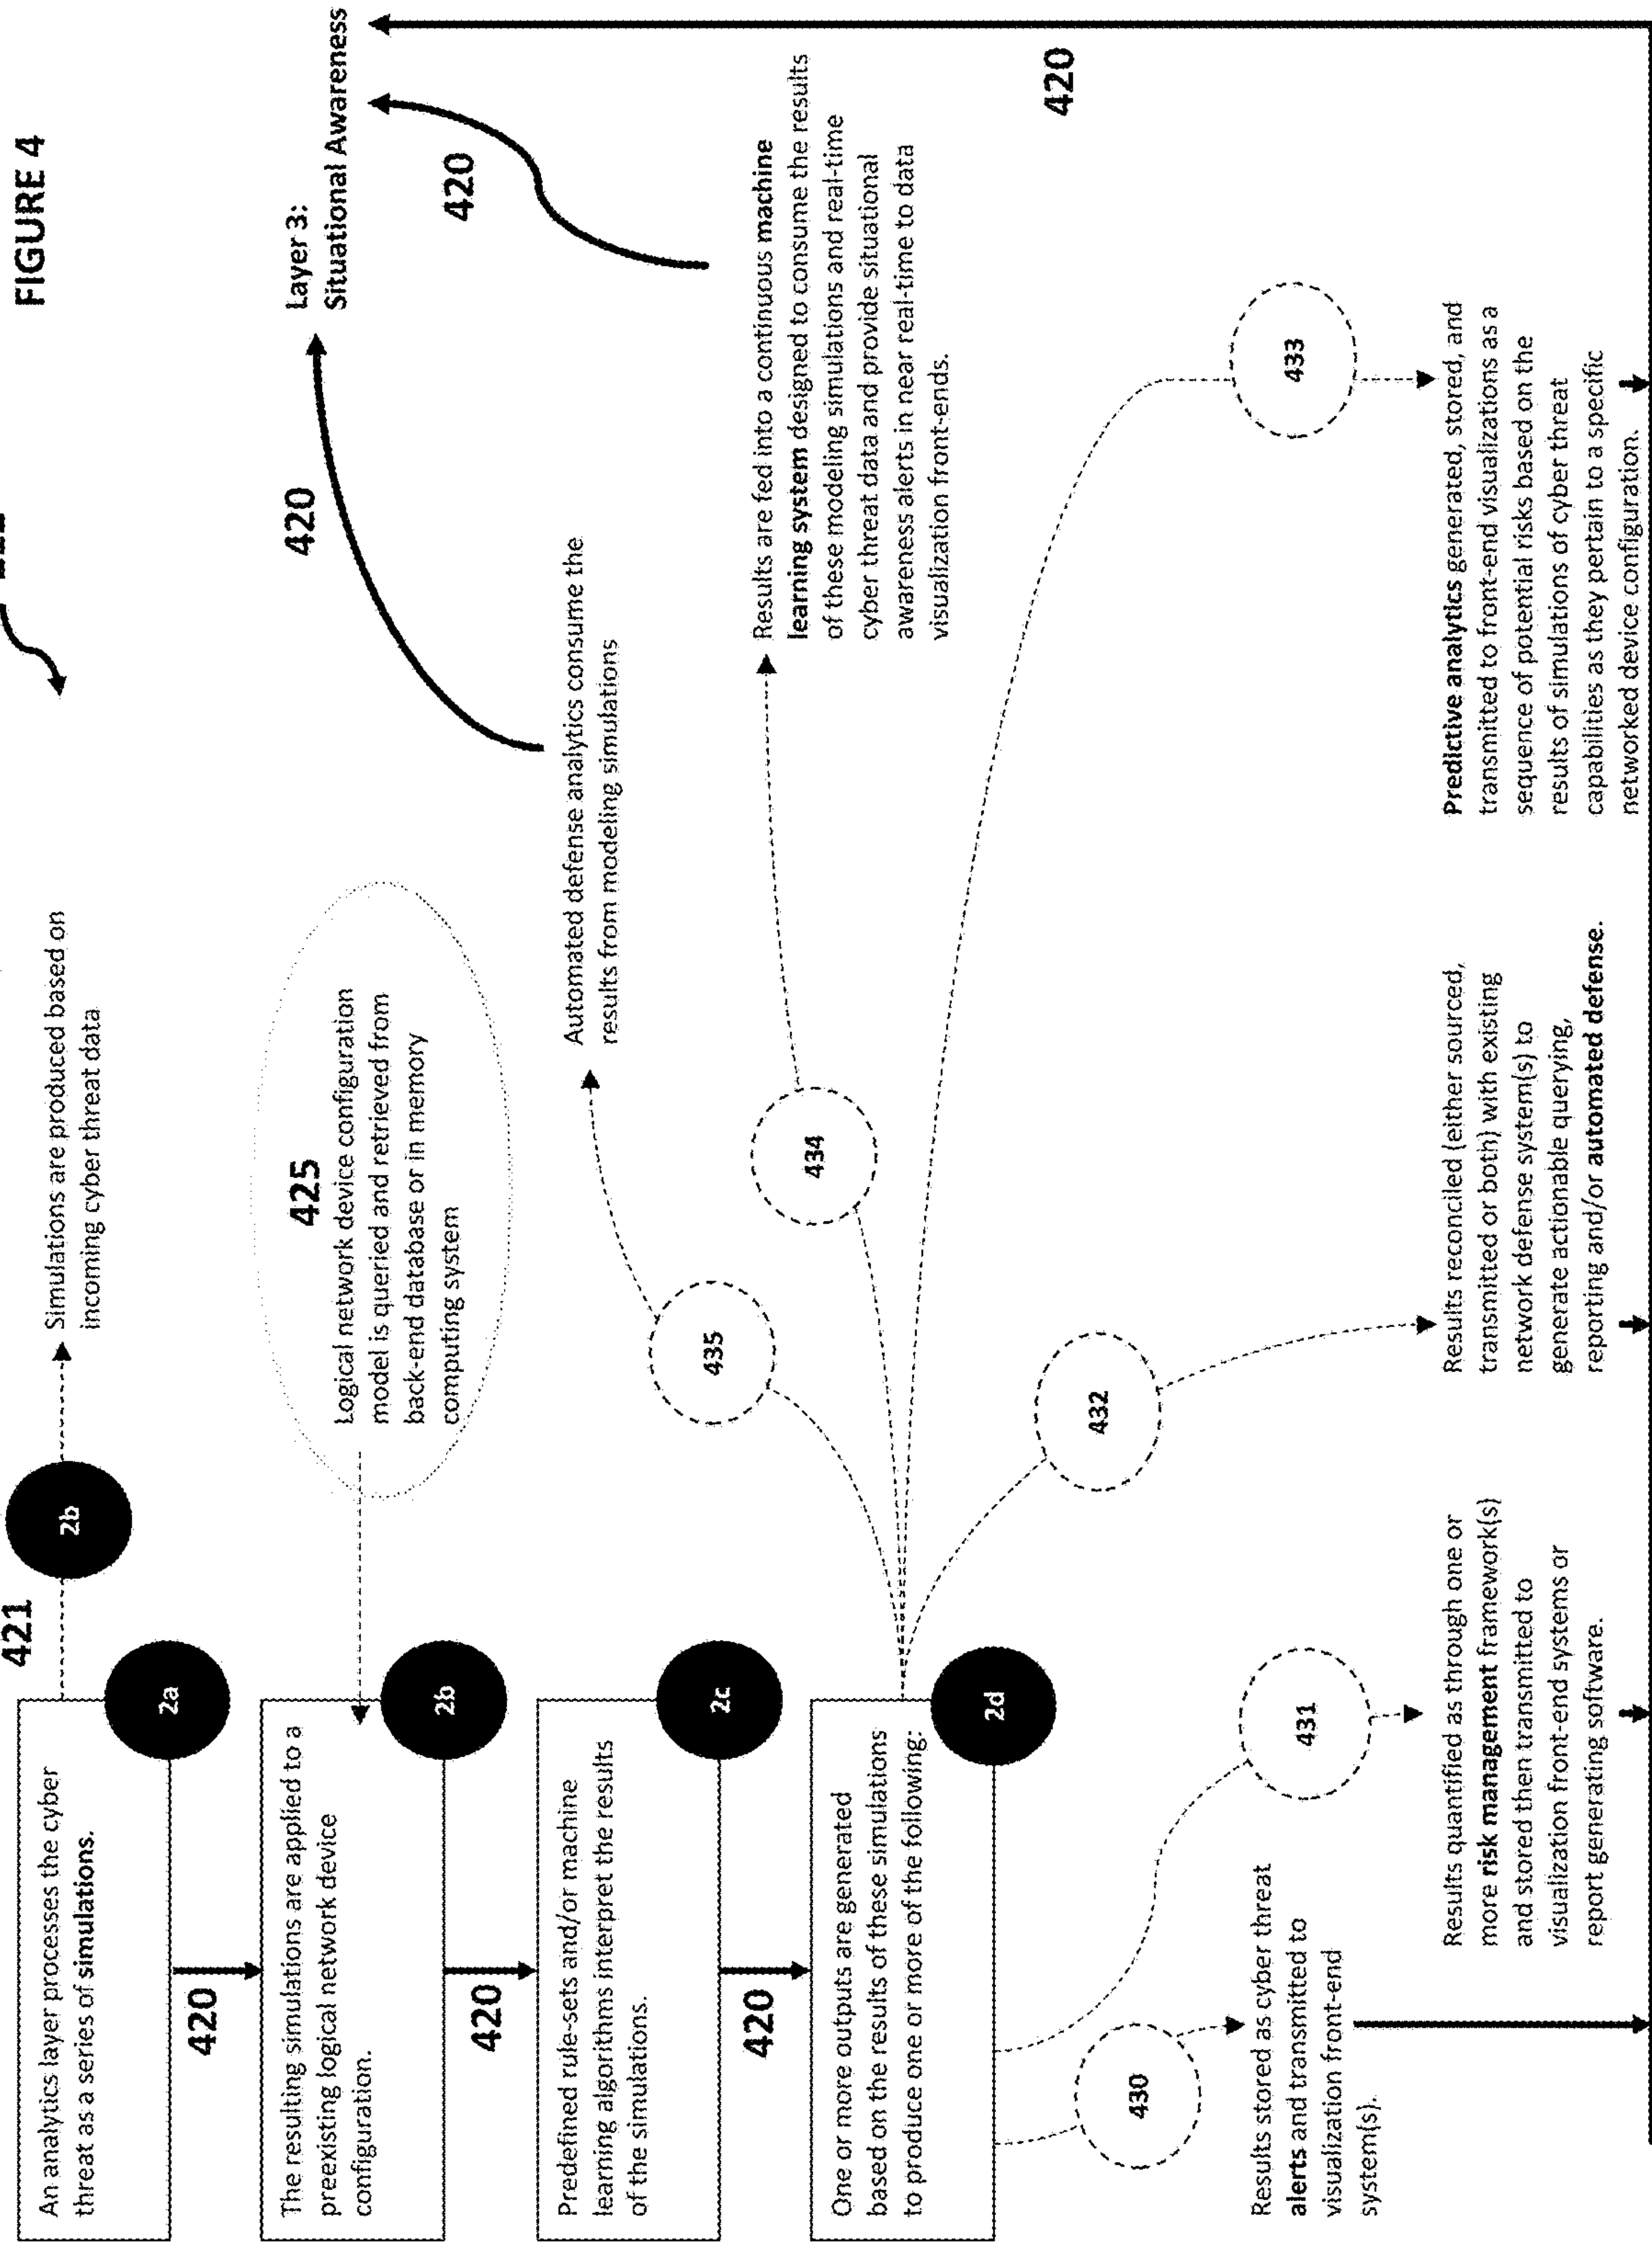 FIGURE 4
421
An analytics layer processes the cyber
threat as a series of simulations.
2a
2b
Simulations are produced based on
incoming cyber threat data
420
The resulting simulations are applied to a
preexisting logical network device
configuration.
2b
425
Logical network device configuration
model is queried and retrieved from
back-end database or in memory
computing system
Layer 3:
Situational Awareness
420
420
420
Predefined rule-sets and/or machine
learning algorithms interpret the results
of the simulations.
2c
435
Automated defense analytics consume the
results from modeling simulations
420
One or more outputs are generated
based on the results of these simulations
to produce one or more of the following:
2d
434
Results are fed into a continuous machine
learning system designed to consume the results
of these modeling simulations and real-time
cyber threat data and provide situational
awareness alerts in near real-time to data
visualization front-ends.
420
430
Results stored as cyber threat
alerts and transmitted to
visualization front-end
system(s).
431
Results quantified as through one or
more risk management framework(s)
and stored then transmitted to
visualization front-end systems or
report generating software.
432
Results reconciled (either sourced,
transmitted or both) with existing
network defense system(s) to
generate actionable querying,
reporting and/or automated defense.
433
Predictive analytics generated, stored, and
transmitted to front-end visualizations as a
sequence of potential risks based on the
results of simulations of cyber threat
capabilities as they pertain to a specific
networked device configuration.